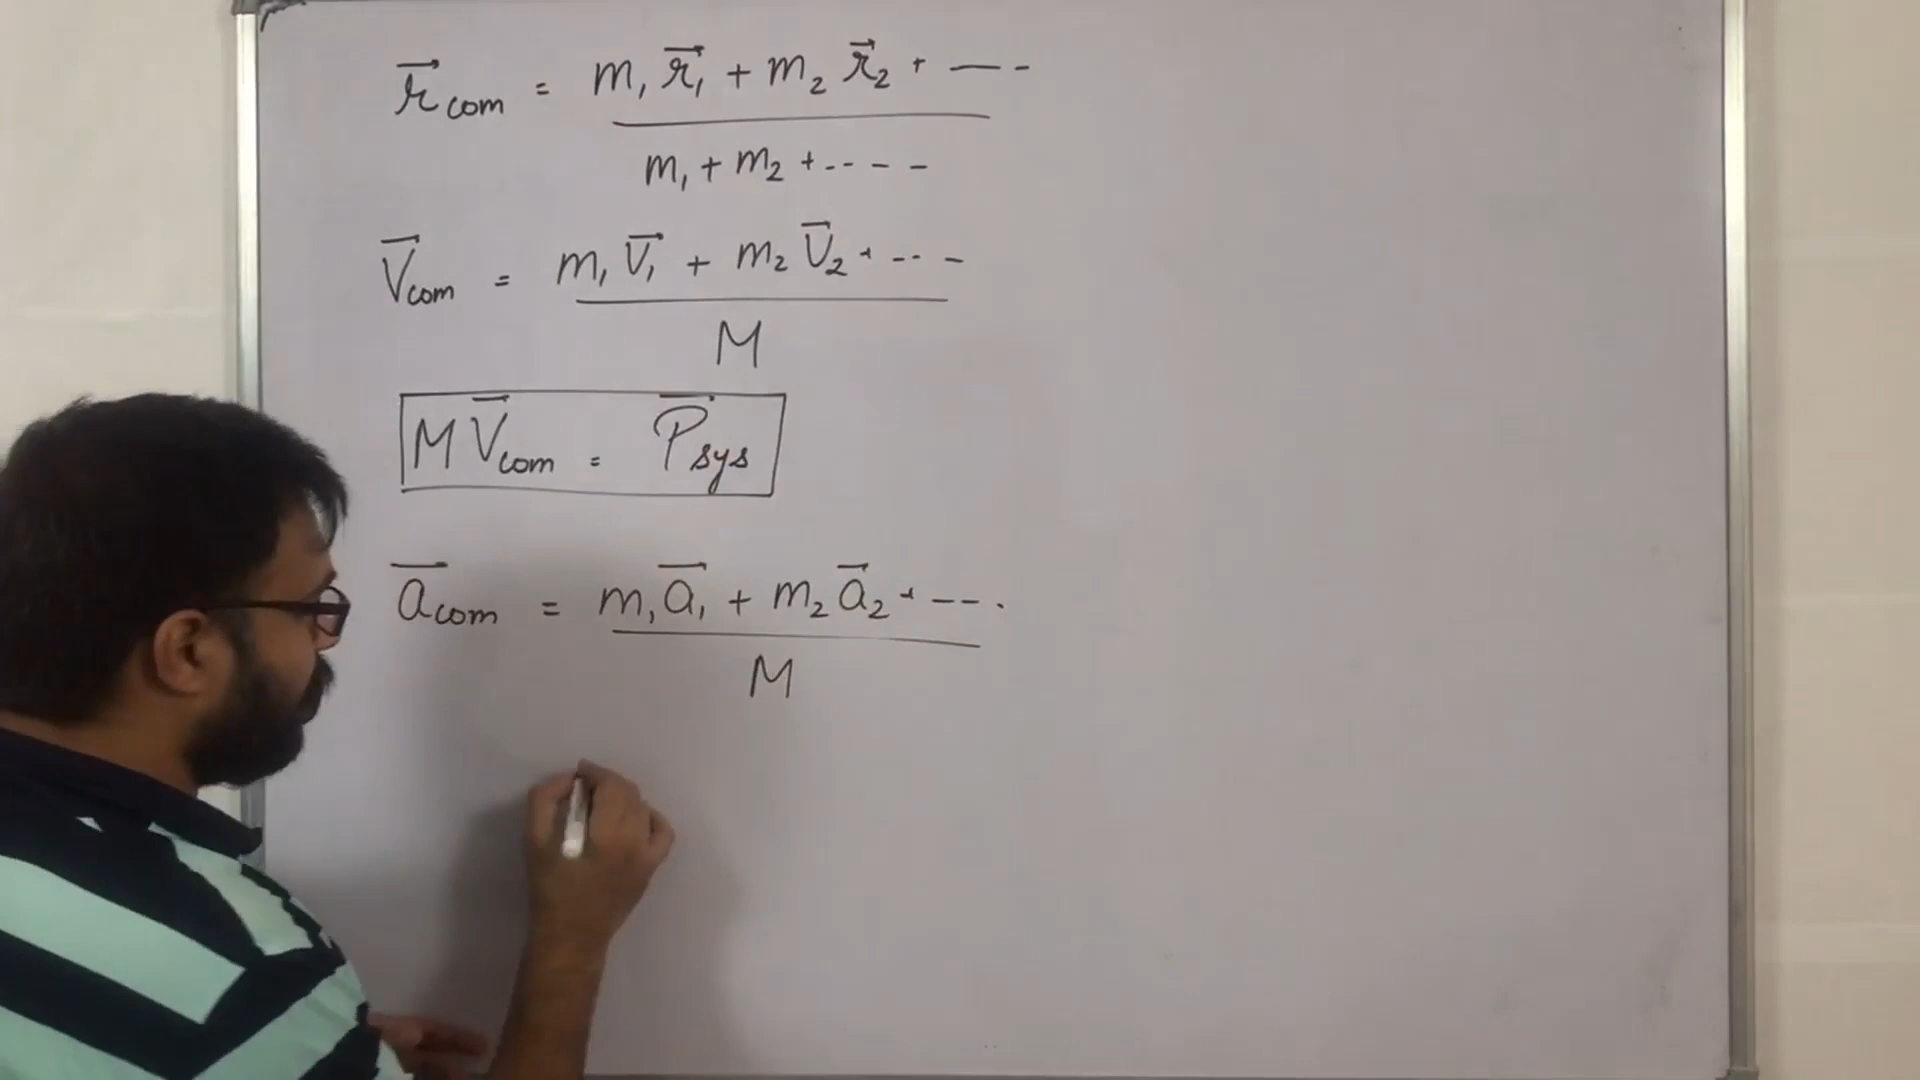 r⃗com = m₁r⃗₁ + m₂r⃗₂ + — -
m₁ + m₂ + -- - -
V⃗com = m₁V⃗₁ + m₂V⃗₂ + -- -
M
MV⃗com = P⃗sys
a⃗com = m₁a⃗₁ + m₂a⃗₂ + -- .
M